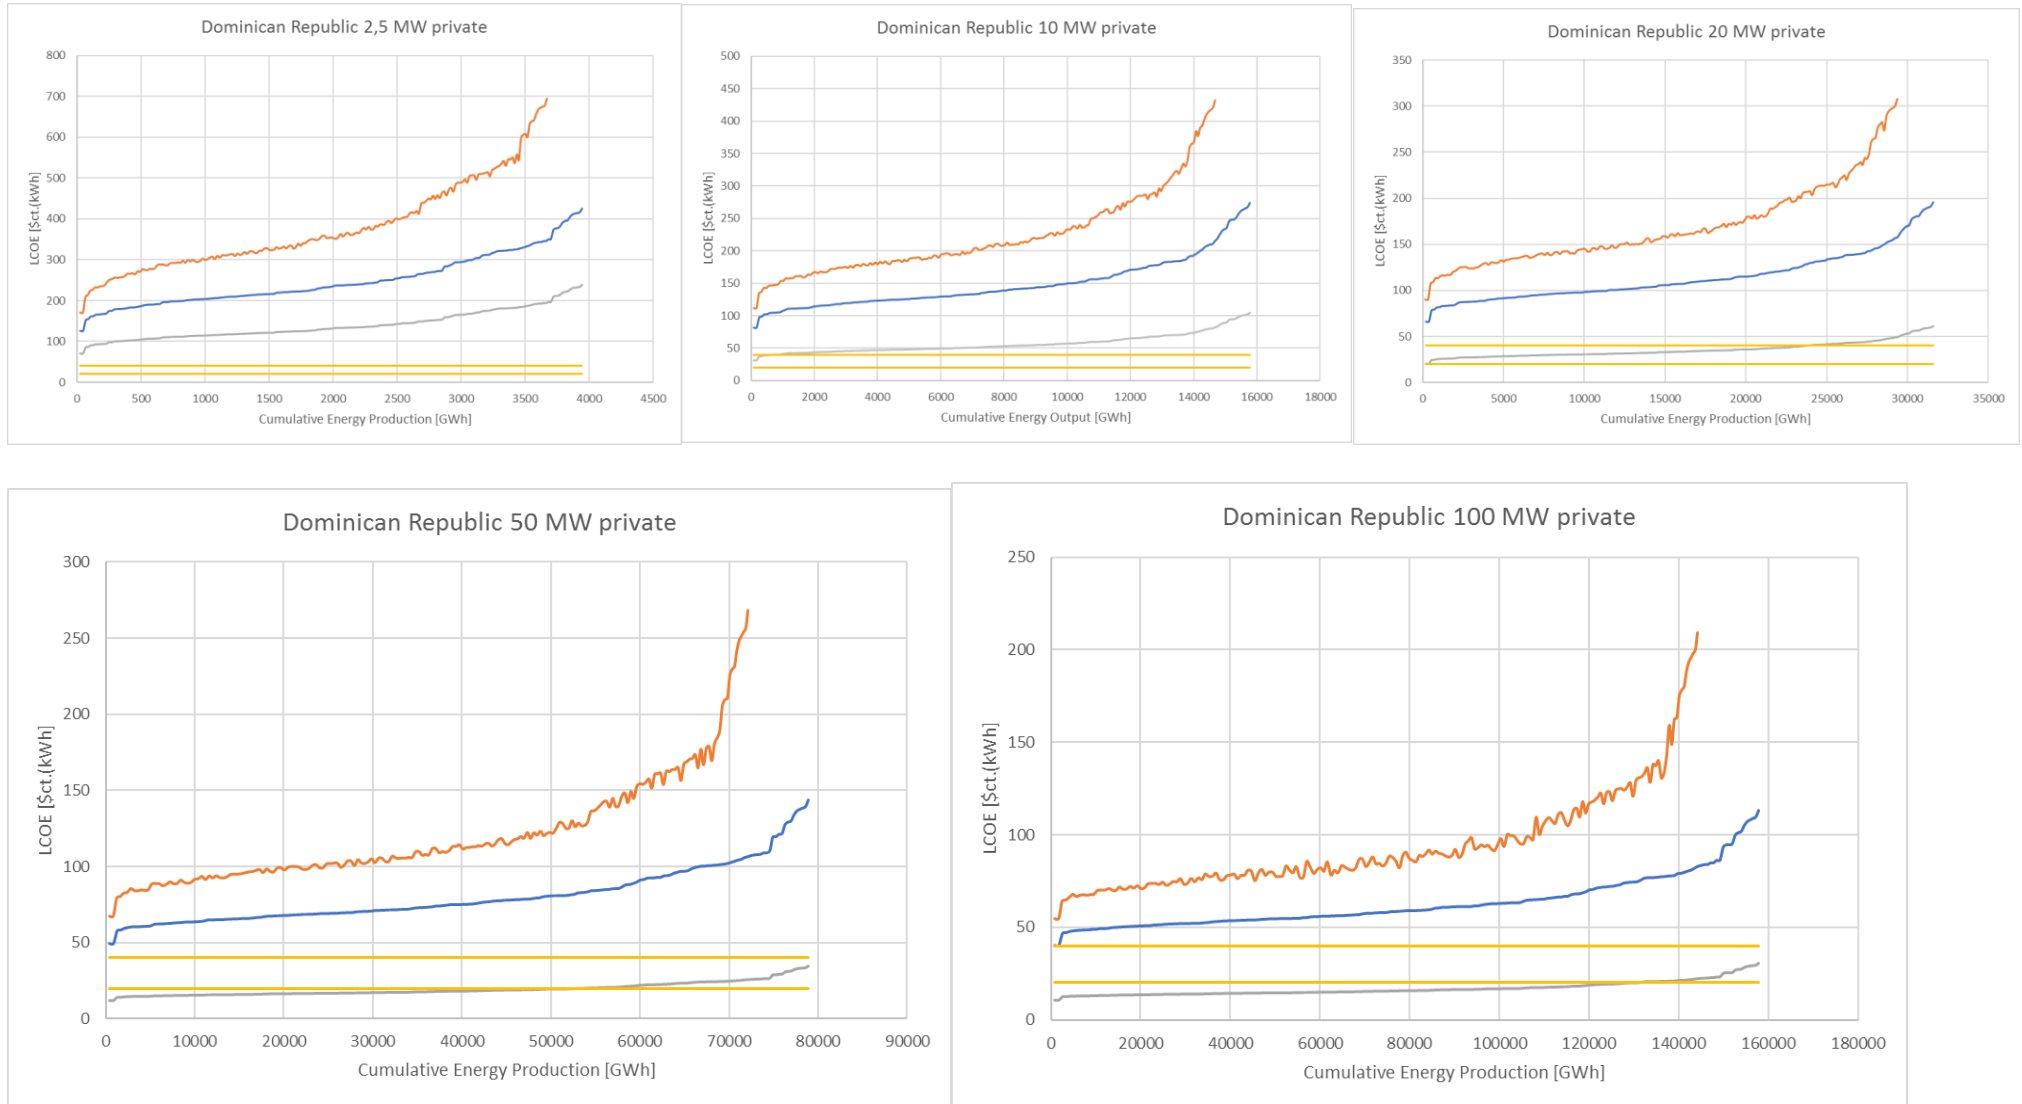 Dominican Republic 2,5 MW private
800
700
600
500
400
300
200
100
0
LCOE [$ct.(kWh]
0 500 1000 1500 2000 2500 3000 3500 4000 4500
Cumulative Energy Production [GWh]
Dominican Republic 10 MW private
500
450
400
350
300
250
200
150
100
50
0
LCOE [$ct.(kWh]
0 2000 4000 6000 8000 10000 12000 14000 16000 18000
Cumulative Energy Output [GWh]
Dominican Republic 20 MW private
350
300
250
200
150
100
50
0
LCOE [$ct.(kWh]
0 5000 10000 15000 20000 25000 30000 35000
Cumulative Energy Production [GWh]
Dominican Republic 50 MW private
300
250
200
150
100
50
0
LCOE [$ct.(kWh]
0 10000 20000 30000 40000 50000 60000 70000 80000 90000
Cumulative Energy Production [GWh]
Dominican Republic 100 MW private
250
200
150
100
50
0
LCOE [$ct.(kWh]
0 20000 40000 60000 80000 100000 120000 140000 160000 180000
Cumulative Energy Production [GWh]